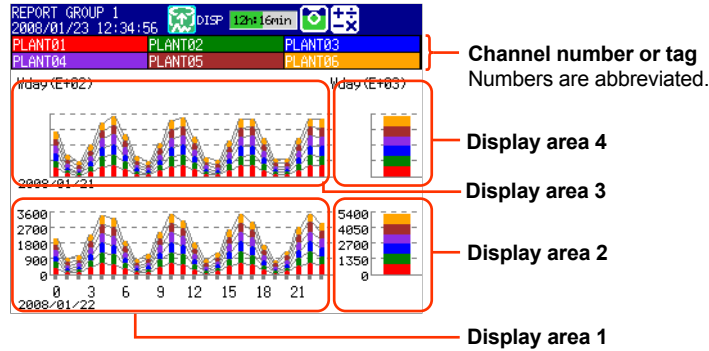 REPORT GROUP 1
2008/01/23 12:34:56 DISP 12h:16min
PLANT01 PLANT02 PLANT03
PLANT04 PLANT05 PLANT06
Channel number or tag
Numbers are abbreviated.
Wday(E+02) Wday(E+03)
Display area 4
2008/01/21
Display area 3
3600
2700
1800
900
0
5400
4050
2700
1350
0
Display area 2
0 3 6 9 12 15 18 21
2008/01/22
Display area 1